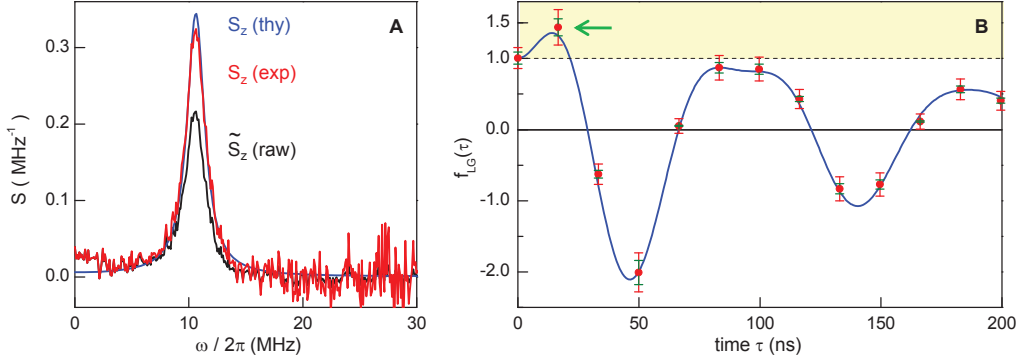 A
S_z (thy)
S_z (exp)
S̃_z (raw)
S ( MHz⁻¹)
0.3
0.2
0.1
0.0
0
10
20
30
ω / 2π (MHz)
B
f_LG(τ)
1.5
1.0
0.0
-1.0
-2.0
0
50
100
150
200
time τ (ns)